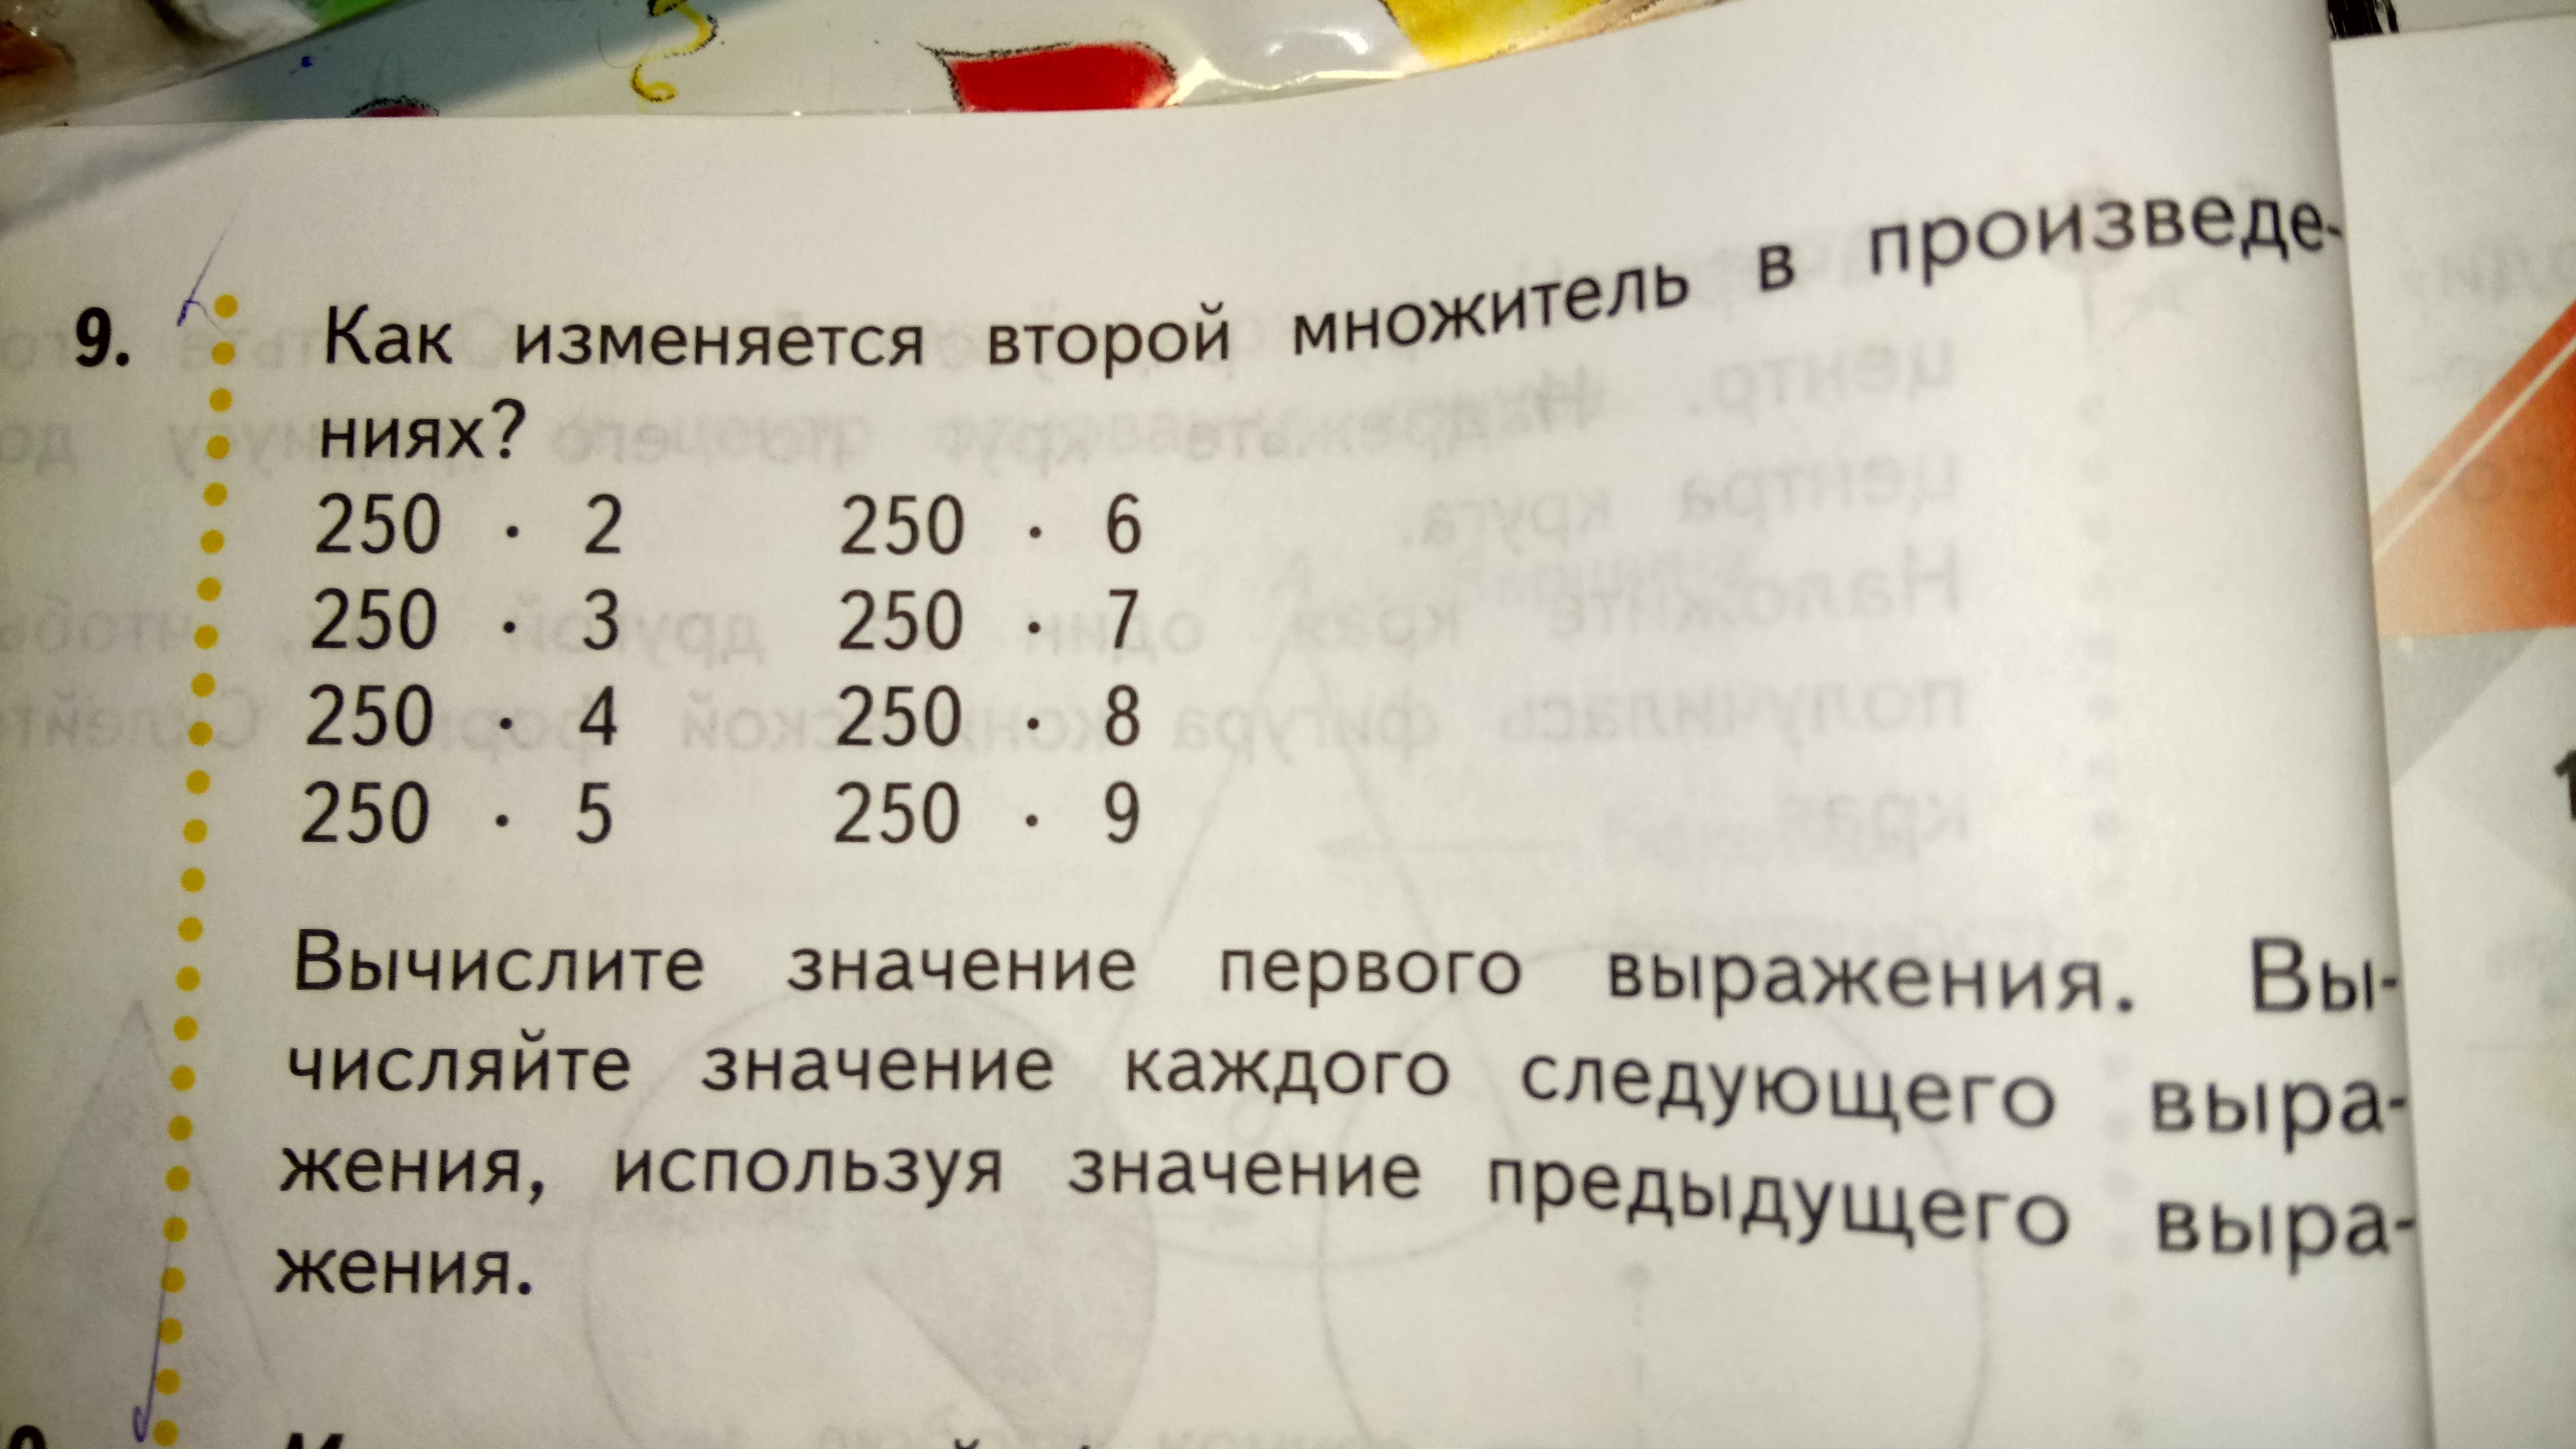 9. Как изменяется второй множитель в произведе-
ниях?
250 · 2 250 · 6
250 · 3 250 · 7
250 · 4 250 · 8
250 · 5 250 · 9
Вычислите значение первого выражения. Вы-
числяйте значение каждого следующего выра-
жения, используя значение предыдущего выра-
жения.